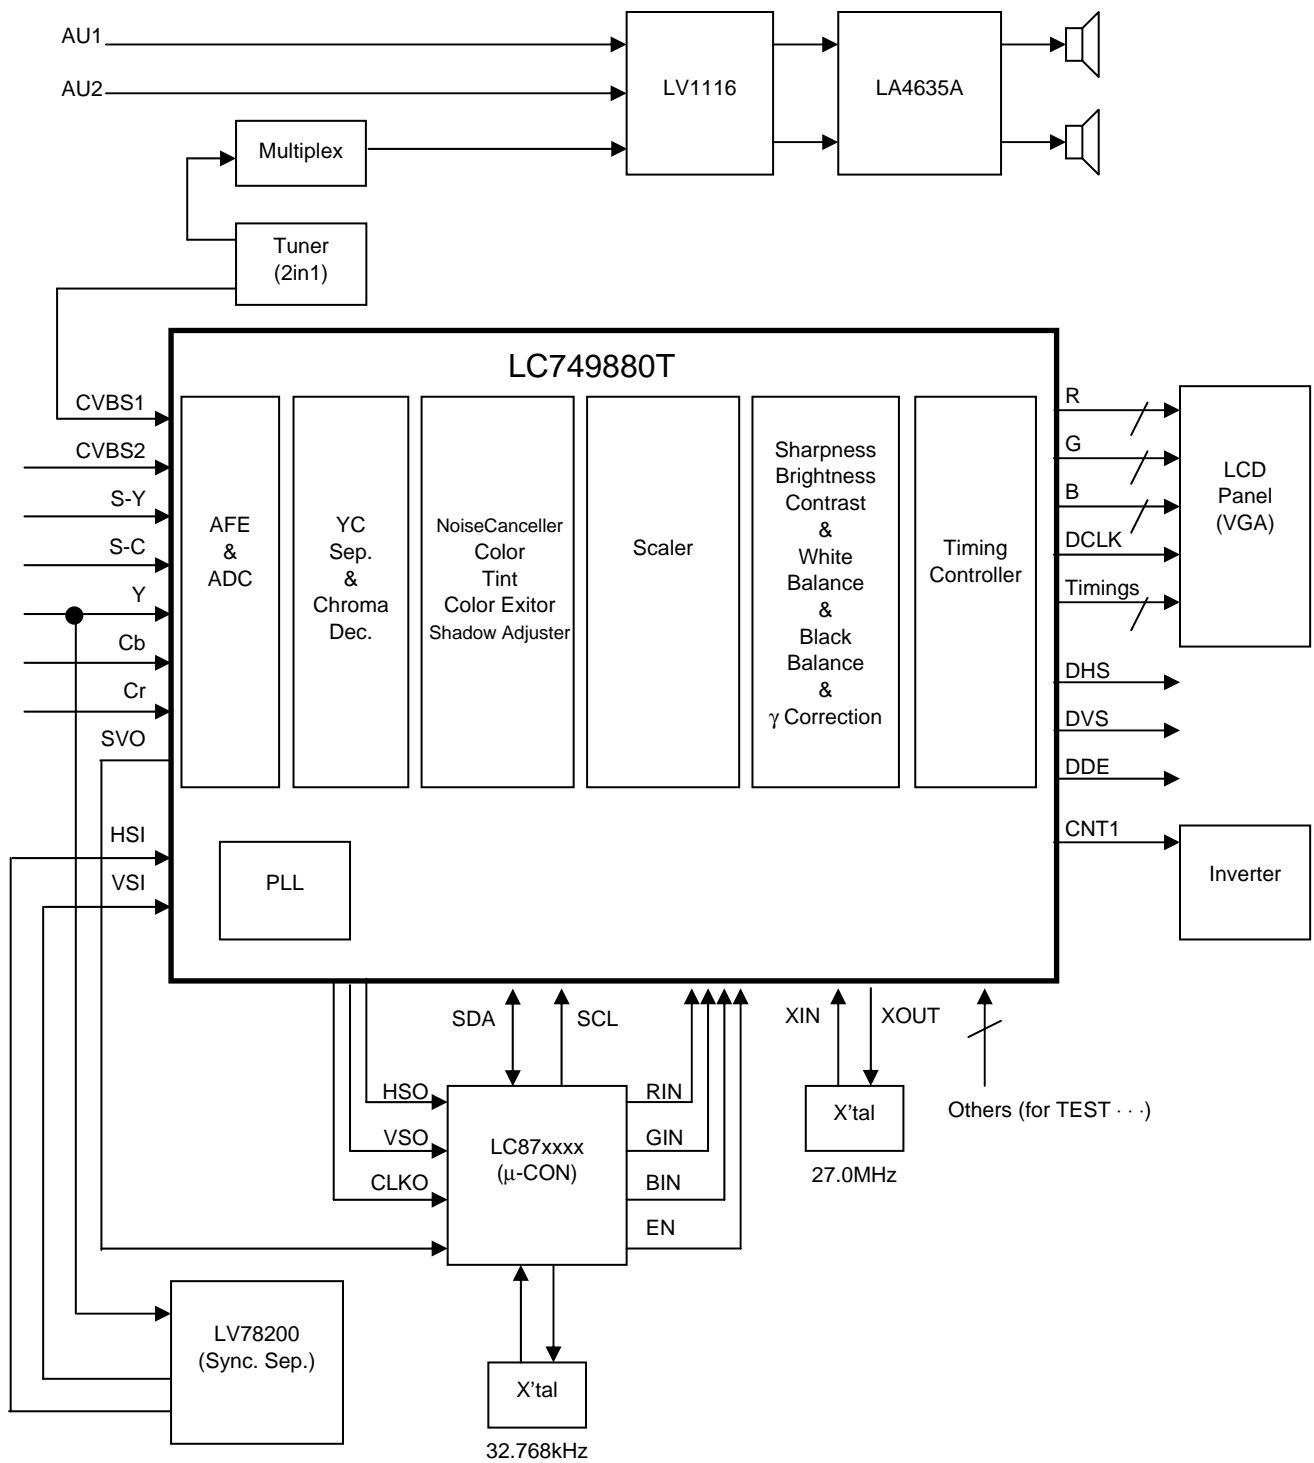 AU1
AU2
LV1116
LA4635A
Multiplex
Tuner
(2in1)
LC749880T
CVBS1
CVBS2
S-Y
S-C
Y
Cb
Cr
SVO
HSI
VSI
AFE
&
ADC
YC
Sep.
&
Chroma
Dec.
NoiseCanceller
Color
Tint
Color Exitor
Shadow Adjuster
Scaler
Sharpness
Brightness
Contrast
&
White
Balance
&
Black
Balance
&
γ Correction
Timing
Controller
PLL
R
G
B
DCLK
Timings
DHS
DVS
DDE
CNT1
LCD
Panel
(VGA)
Inverter
SDA
SCL
XIN
XOUT
HSO
VSO
CLKO
LC87xxxx
(μ-CON)
RIN
GIN
BIN
EN
X'tal
27.0MHz
Others (for TEST · · ·)
LV78200
(Sync. Sep.)
X'tal
32.768kHz